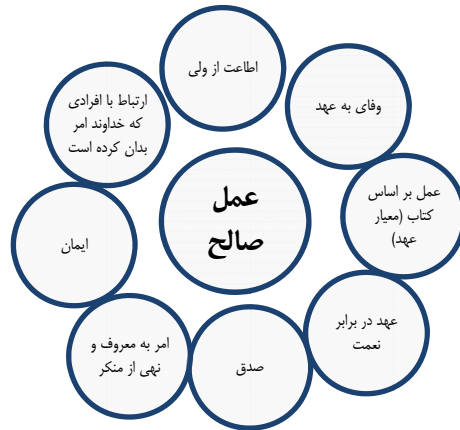 اطاعت از ولی
وفای به عهد
عمل بر اساس
کتاب (معیار
عهد)
عهد در برابر
نعمت
صدق
امر به معروف و
نهی از منکر
ایمان
ارتباط با افرادی
که خداوند امر
بدان کرده است
عمل
صالح